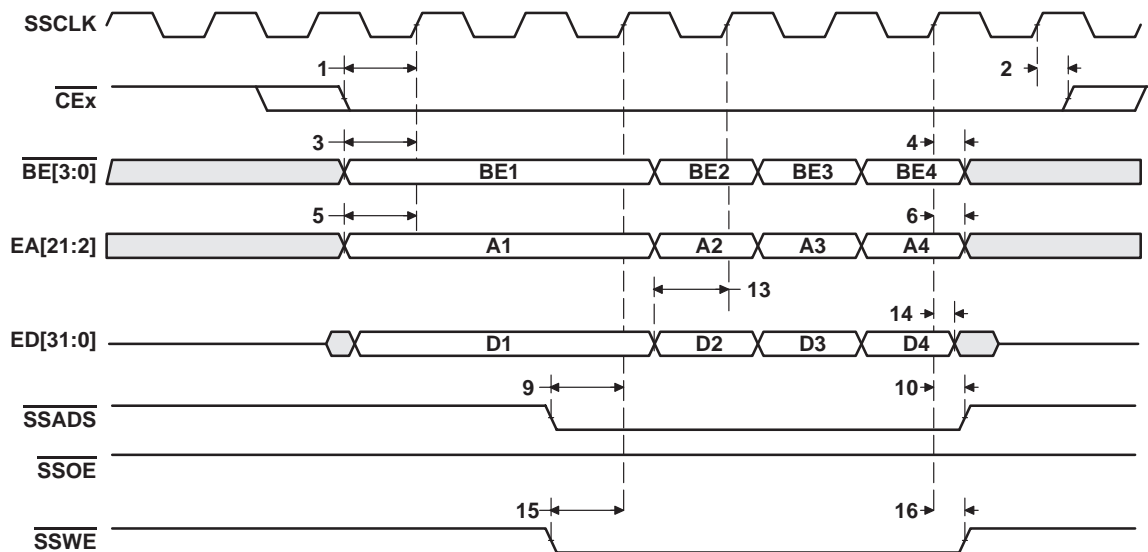 SSCLK
1
2
CEx
3
4
BE[3:0]
BE1
BE2
BE3
BE4
5
6
EA[21:2]
A1
A2
A3
A4
13
14
ED[31:0]
D1
D2
D3
D4
9
10
SSADS
SSOE
15
16
SSWE